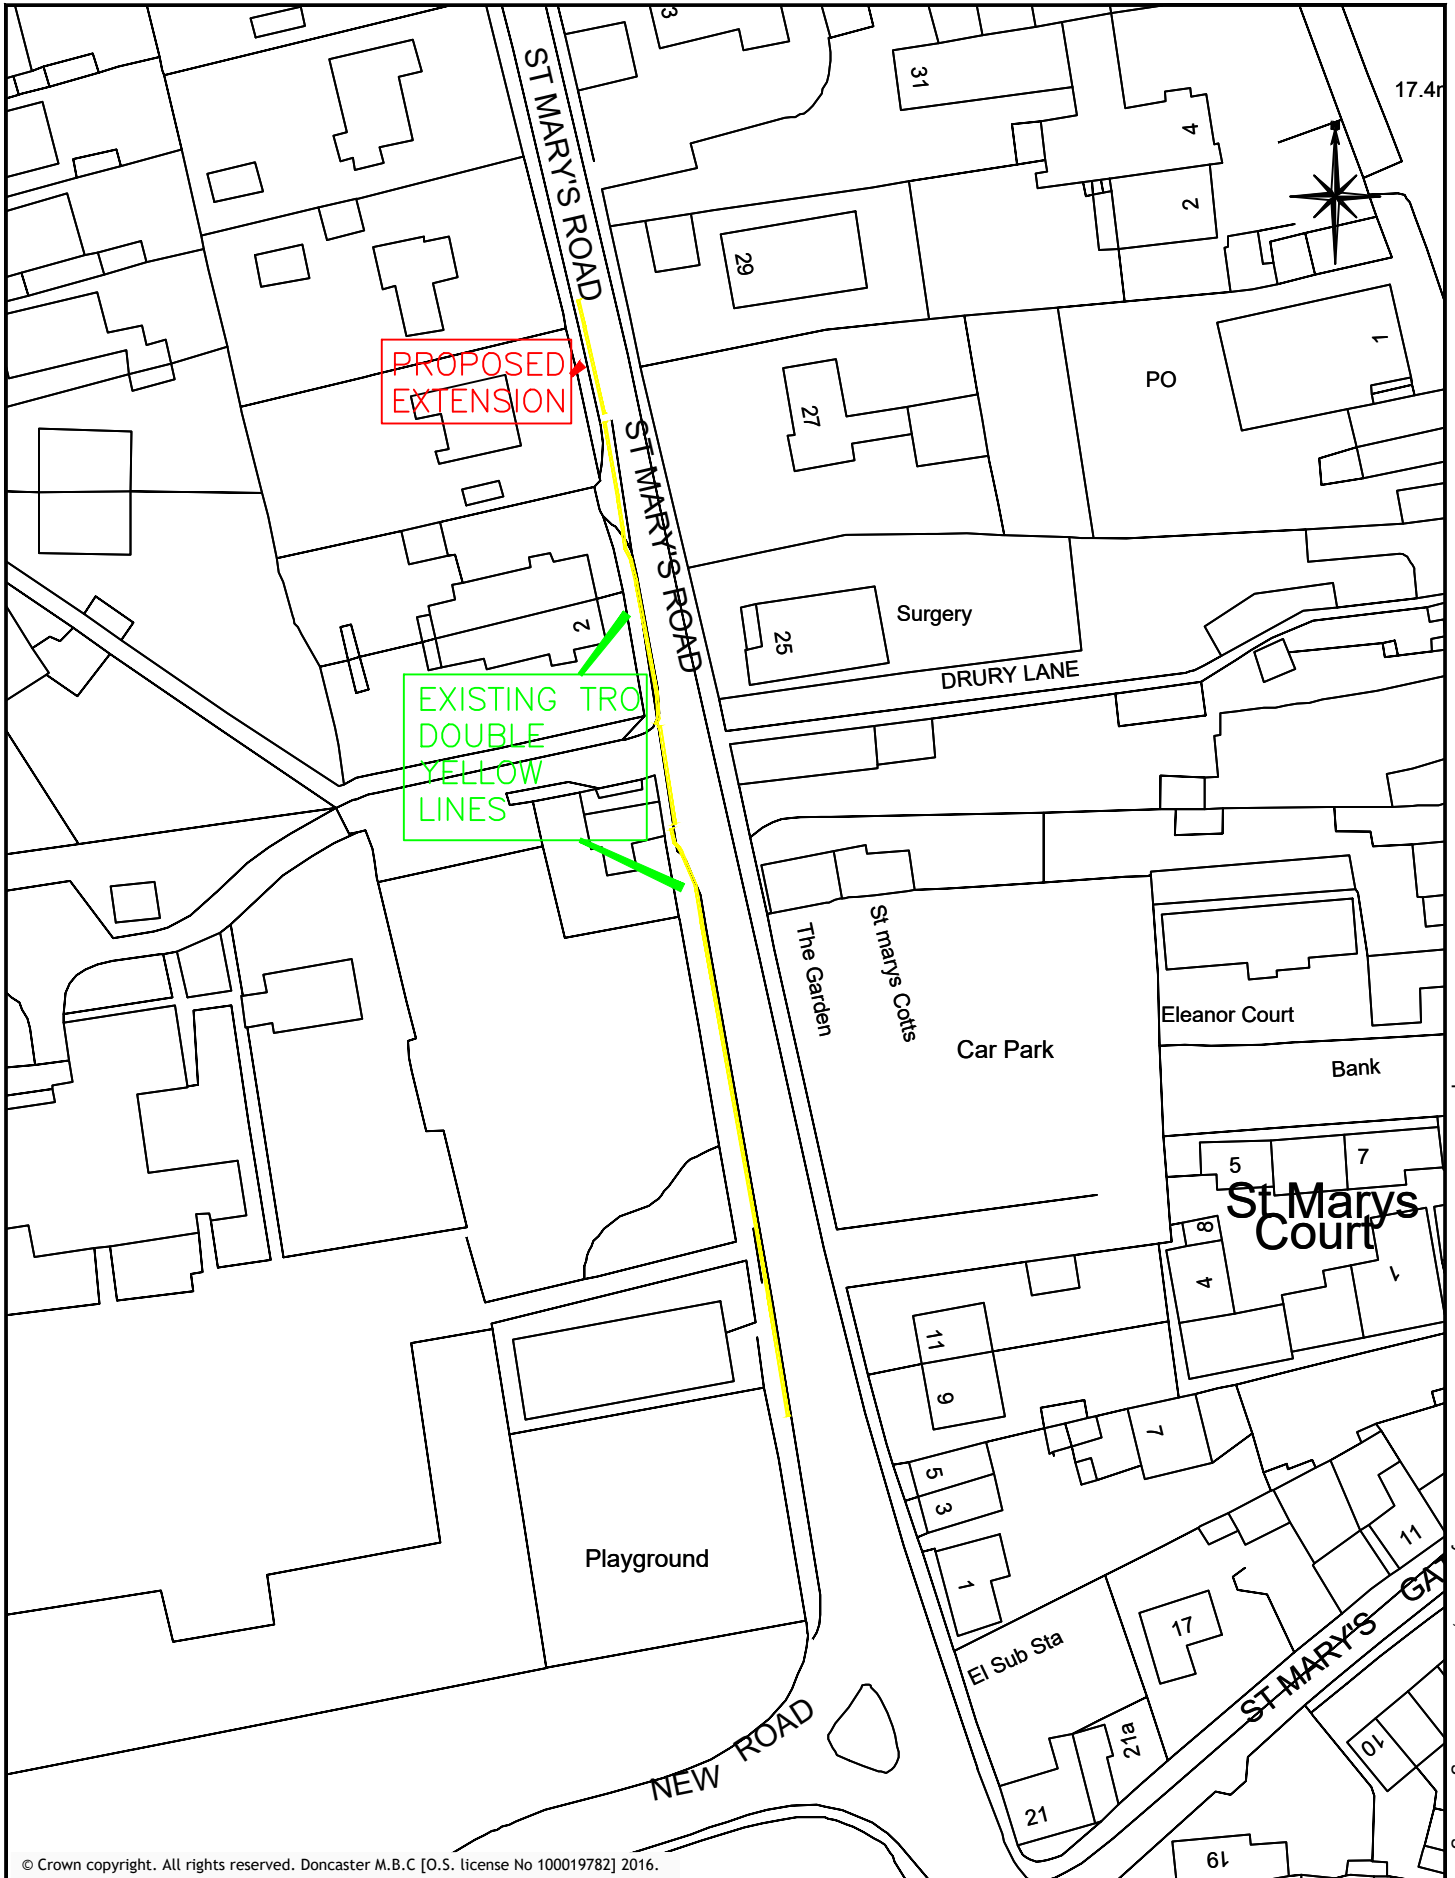 3
ST MARY'S ROAD
31
17.4
4
2
29
PROPOSED
EXTENSION
1
PO
27
ST MARY'S ROAD
Surgery
25
2
DRURY LANE
EXISTING TRO
DOUBLE
YELLOW
LINES
The Garden
St marys Cotts
Eleanor Court
Car Park
Bank
5
7
St Marys
Court
8
4
1
11
9
7
5
3
11
Playground
1
ST MARY'S GA
17
El Sub Sta
NEW ROAD
21a
10
21
19
© Crown copyright. All rights reserved. Doncaster M.B.C [O.S. license No 100019782] 2016.